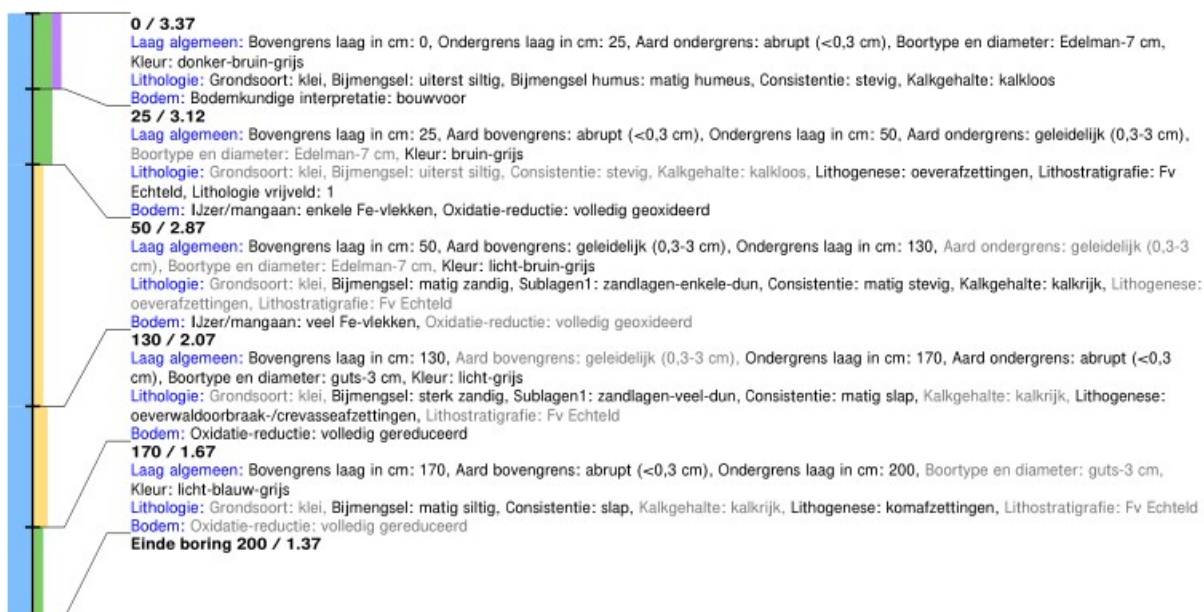 0 / 3.37
Laag algemeen: Bovengrens laag in cm: 0, Ondergrens laag in cm: 25, Aard ondergrens: abrupt (<0,3 cm), Boortype en diameter: Edelman-7 cm,
Kleur: donker-bruin-grijs
Lithologie: Grondsoort: klei, Bijmengsel: uiterst siltig, Bijmengsel humus: matig humeus, Consistentie: stevig, Kalkgehalte: kalkloos
Bodem: Bodemkundige interpretatie: bouwvoor
25 / 3.12
Laag algemeen: Bovengrens laag in cm: 25, Aard bovengrens: abrupt (<0,3 cm), Ondergrens laag in cm: 50, Aard ondergrens: geleidelijk (0,3-3 cm),
Boortype en diameter: Edelman-7 cm, Kleur: bruin-grijs
Lithologie: Grondsoort: klei, Bijmengsel: uiterst siltig, Consistentie: stevig, Kalkgehalte: kalkloos, Lithogenese: oeverafzettingen, Lithostratigrafie: Fv
Echteld, Lithologie vrijveld: 1
Bodem: IJzer/mangaan: enkele Fe-vlekken, Oxidatie-reductie: volledig geoxideerd
50 / 2.87
Laag algemeen: Bovengrens laag in cm: 50, Aard bovengrens: geleidelijk (0,3-3 cm), Ondergrens laag in cm: 130, Aard ondergrens: geleidelijk (0,3-3
cm), Boortype en diameter: Edelman-7 cm, Kleur: licht-bruin-grijs
Lithologie: Grondsoort: klei, Bijmengsel: matig zandig, Sublagen1: zandlagen-enkele-dun, Consistentie: matig stevig, Kalkgehalte: kalkrijk, Lithogenese:
oeverafzettingen, Lithostratigrafie: Fv Echteld
Bodem: IJzer/mangaan: veel Fe-vlekken, Oxidatie-reductie: volledig geoxideerd
130 / 2.07
Laag algemeen: Bovengrens laag in cm: 130, Aard bovengrens: geleidelijk (0,3-3 cm), Ondergrens laag in cm: 170, Aard ondergrens: abrupt (<0,3
cm), Boortype en diameter: guts-3 cm, Kleur: licht-grijs
Lithologie: Grondsoort: klei, Bijmengsel: sterk zandig, Sublagen1: zandlagen-veel-dun, Consistentie: matig slap, Kalkgehalte: kalkrijk, Lithogenese:
oeverwaldoorbraak-/crevasseafzettingen, Lithostratigrafie: Fv Echteld
Bodem: Oxidatie-reductie: volledig gereduceerd
170 / 1.67
Laag algemeen: Bovengrens laag in cm: 170, Aard bovengrens: abrupt (<0,3 cm), Ondergrens laag in cm: 200, Boortype en diameter: guts-3 cm,
Kleur: licht-blauw-grijs
Lithologie: Grondsoort: klei, Bijmengsel: matig siltig, Consistentie: slap, Kalkgehalte: kalkrijk, Lithogenese: komafzettingen, Lithostratigrafie: Fv Echteld
Bodem: Oxidatie-reductie: volledig gereduceerd
Einde boring 200 / 1.37